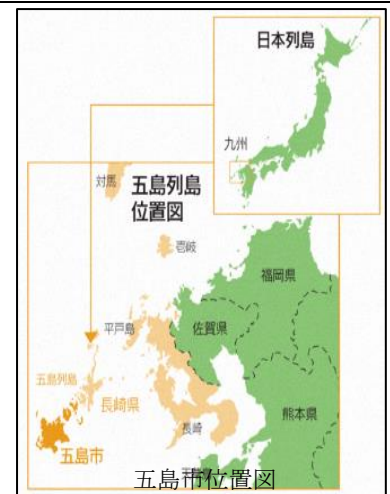 日本列島
九州
対馬
五島列島
位置図
壱岐
福岡県
平戸島
佐賀県
五島列島
長崎県
熊本県
長崎
五島市
五島市位置図